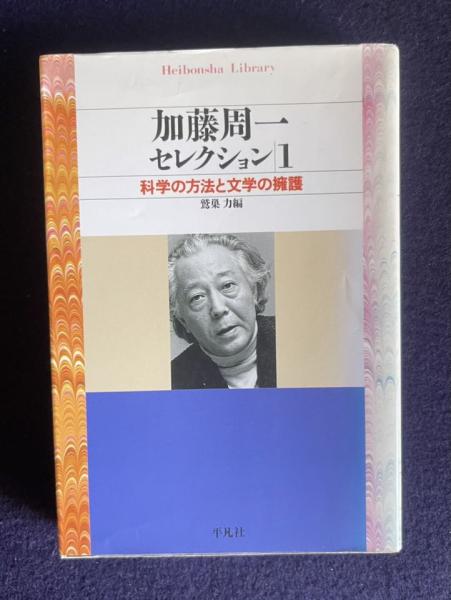 Heibonsha Library
加藤周一
セレクション 1
科学の方法と文学の擁護
鷲巣 力編
平凡社